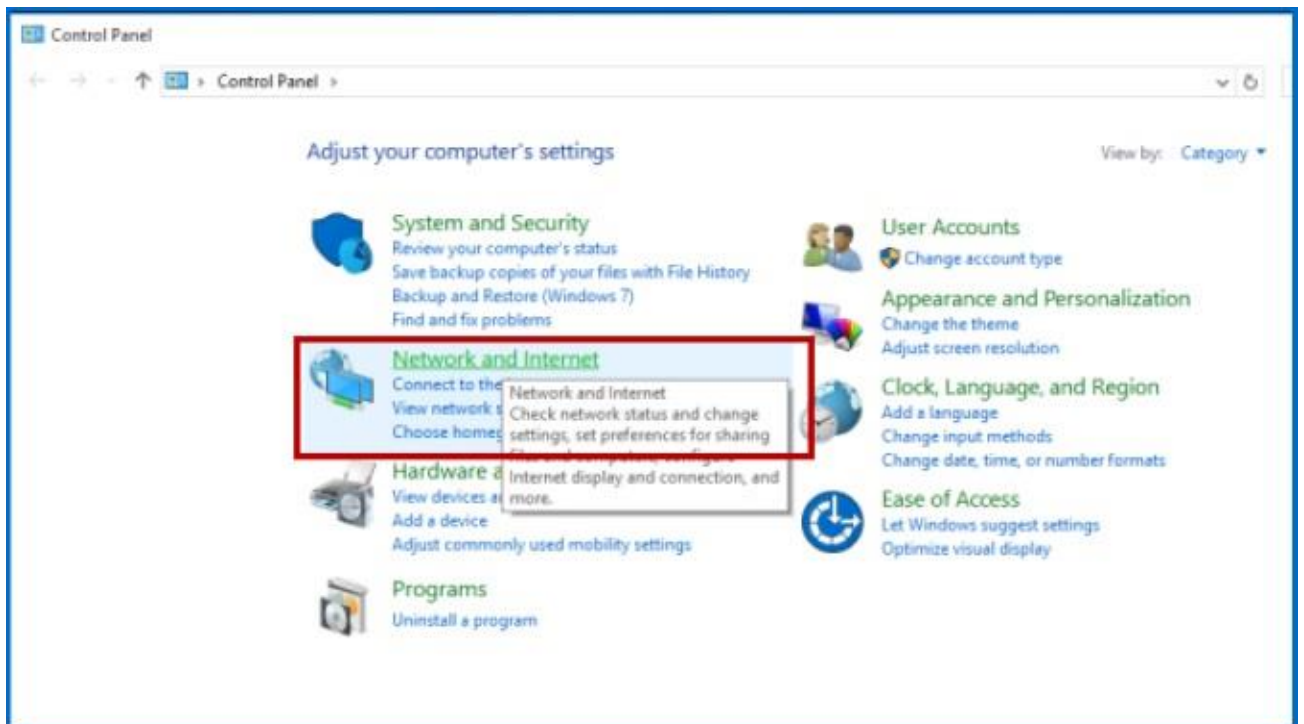 Control Panel
Control Panel
Adjust your computer's settings
View by: Category
System and Security
Review your computer's status
Save backup copies of your files with File History
Backup and Restore (Windows 7)
Find and fix problems
Network and Internet
Connect to the
View network s
Choose homeg
Network and Internet
Check network status and change
settings, set preferences for sharing
files and computers, configure
Internet display and connection, and
more.
Hardware a
View devices a
Add a device
Adjust commonly used mobility settings
Programs
Uninstall a program
User Accounts
Change account type
Appearance and Personalization
Change the theme
Adjust screen resolution
Clock, Language, and Region
Add a language
Change input methods
Change date, time, or number formats
Ease of Access
Let Windows suggest settings
Optimize visual display